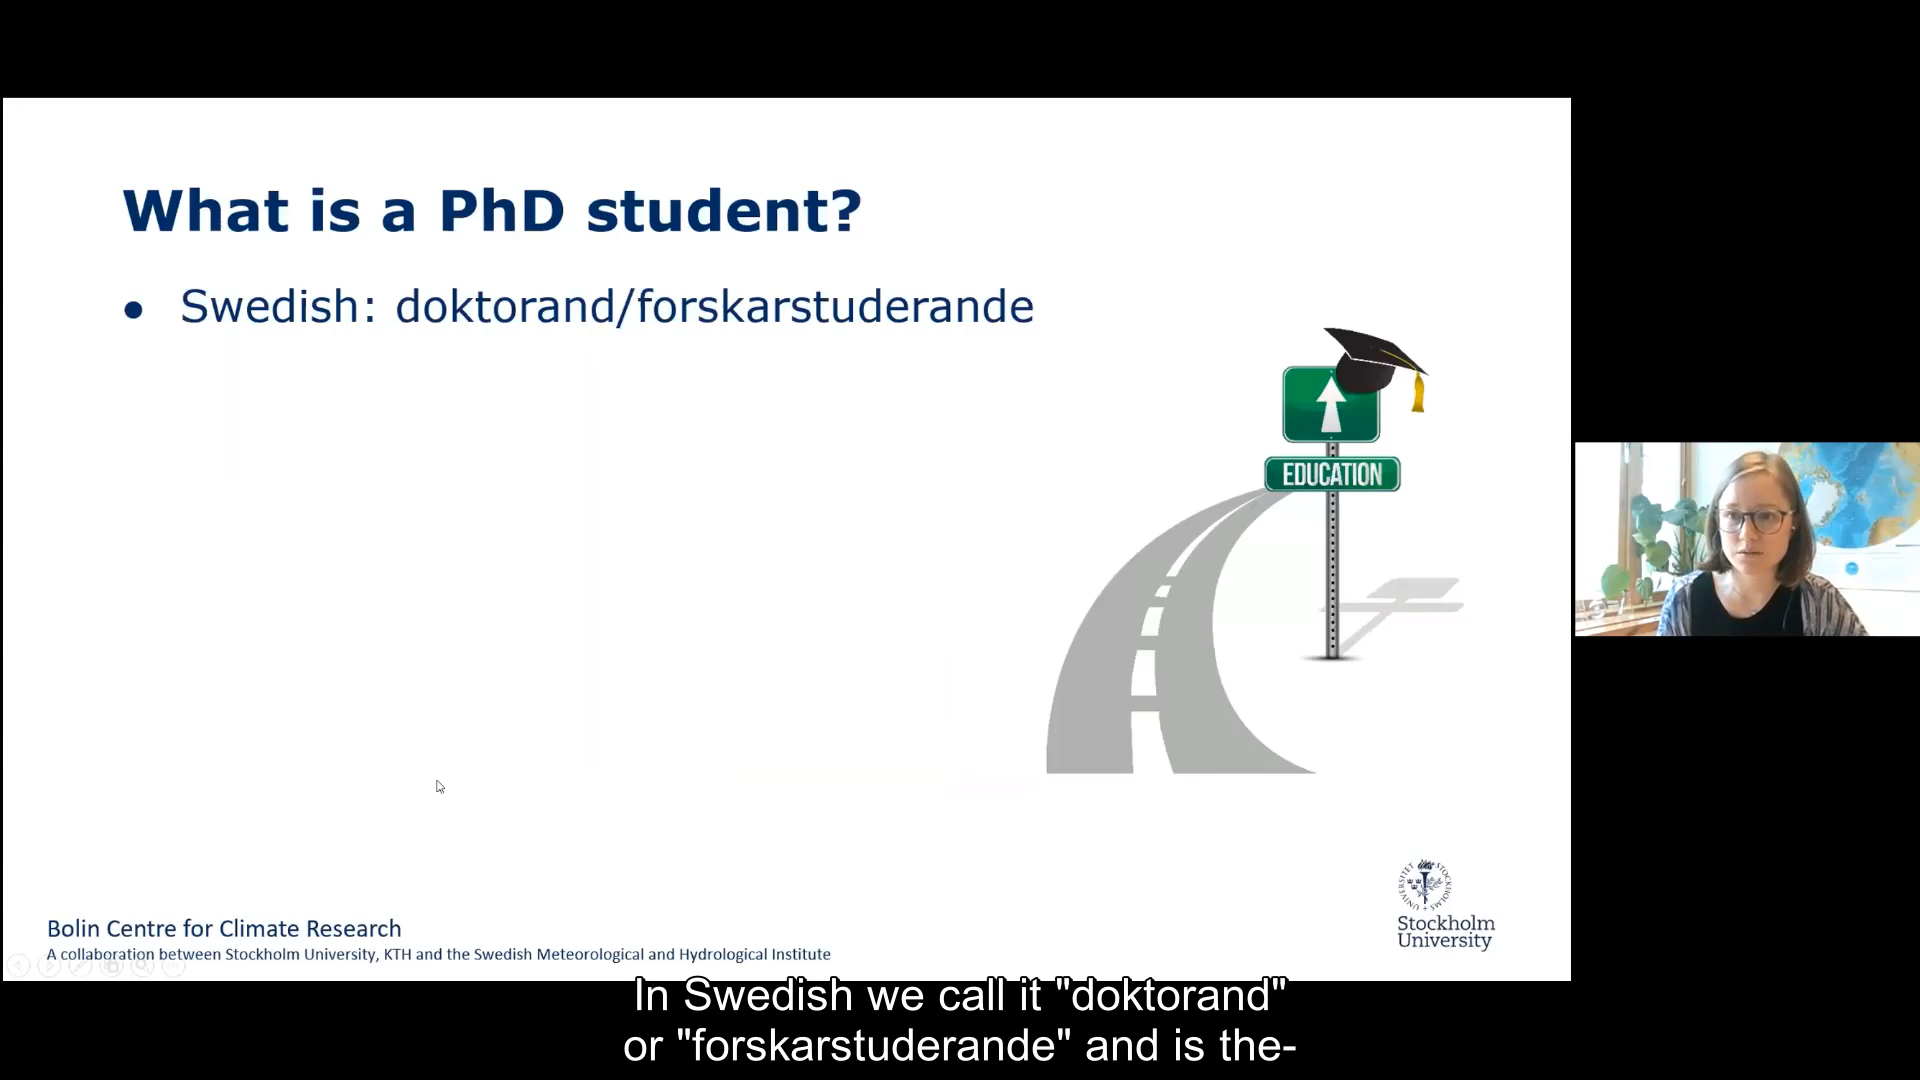 What is a PhD student?
• Swedish: doktorand/forskarstuderande
EDUCATION
STOCKHOLMS UNIVERSITET
Stockholm
University
Bolin Centre for Climate Research
A collaboration between Stockholm University, KTH and the Swedish Meteorological and Hydrological Institute
In Swedish we call it "doktorand"
or "forskarstuderande" and is the-